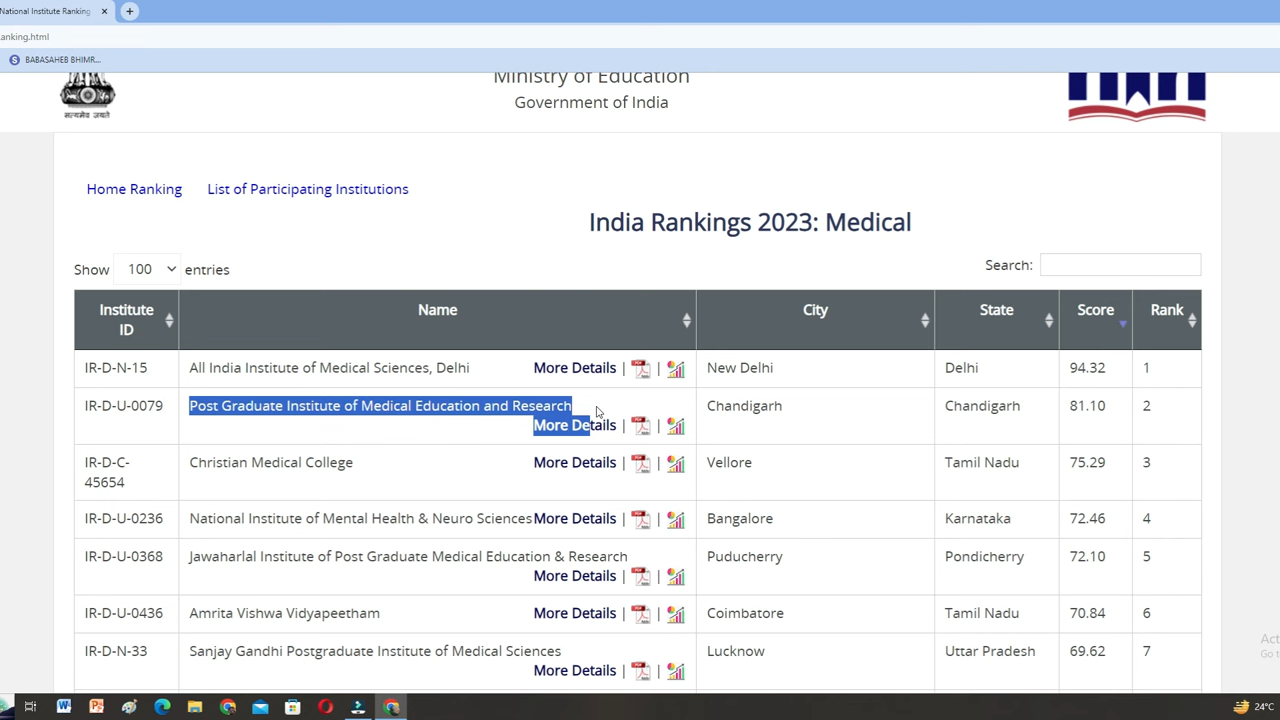 National Institute Ranking
anking.html
BABASAHEB BHIMR...
Ministry of Education
Government of India
सत्यमेव जयते
Home Ranking List of Participating Institutions
India Rankings 2023: Medical
Show 100 entries Search:
Institute ID Name City State Score Rank
IR-D-N-15 All India Institute of Medical Sciences, Delhi More Details | | New Delhi Delhi 94.32 1
IR-D-U-0079 Post Graduate Institute of Medical Education and Research Chandigarh Chandigarh 81.10 2
More Details | |
IR-D-C- Christian Medical College More Details | | Vellore Tamil Nadu 75.29 3
45654
IR-D-U-0236 National Institute of Mental Health & Neuro Sciences More Details | | Bangalore Karnataka 72.46 4
IR-D-U-0368 Jawaharlal Institute of Post Graduate Medical Education & Research Puducherry Pondicherry 72.10 5
More Details | |
IR-D-U-0436 Amrita Vishwa Vidyapeetham More Details | | Coimbatore Tamil Nadu 70.84 6
IR-D-N-33 Sanjay Gandhi Postgraduate Institute of Medical Sciences Lucknow Uttar Pradesh 69.62 7
More Details | |
Act
Go t
24°C